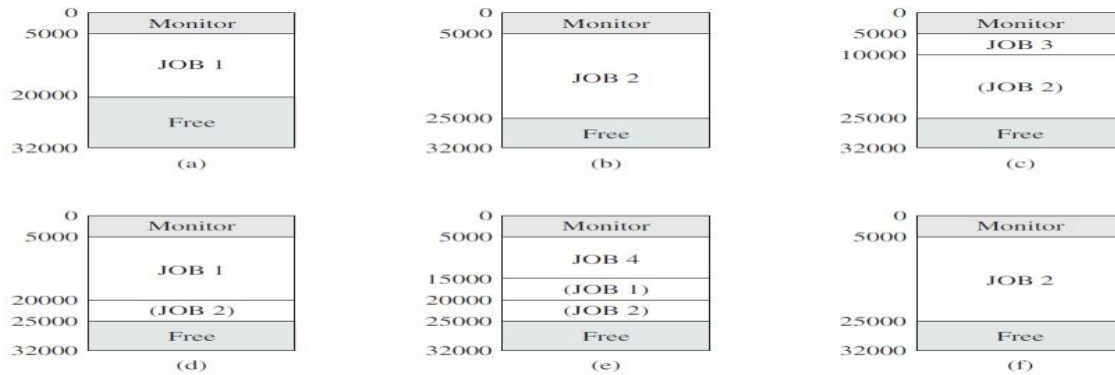 0
Monitor
5000
JOB 1
20000
Free
32000
(a)
0
Monitor
5000
JOB 2
25000
Free
32000
(b)
0
Monitor
5000
JOB 3
10000
(JOB 2)
25000
Free
32000
(c)
0
Monitor
5000
JOB 1
20000
(JOB 2)
25000
Free
32000
(d)
0
Monitor
5000
JOB 4
15000
(JOB 1)
20000
(JOB 2)
25000
Free
32000
(e)
0
Monitor
5000
JOB 2
25000
Free
32000
(f)